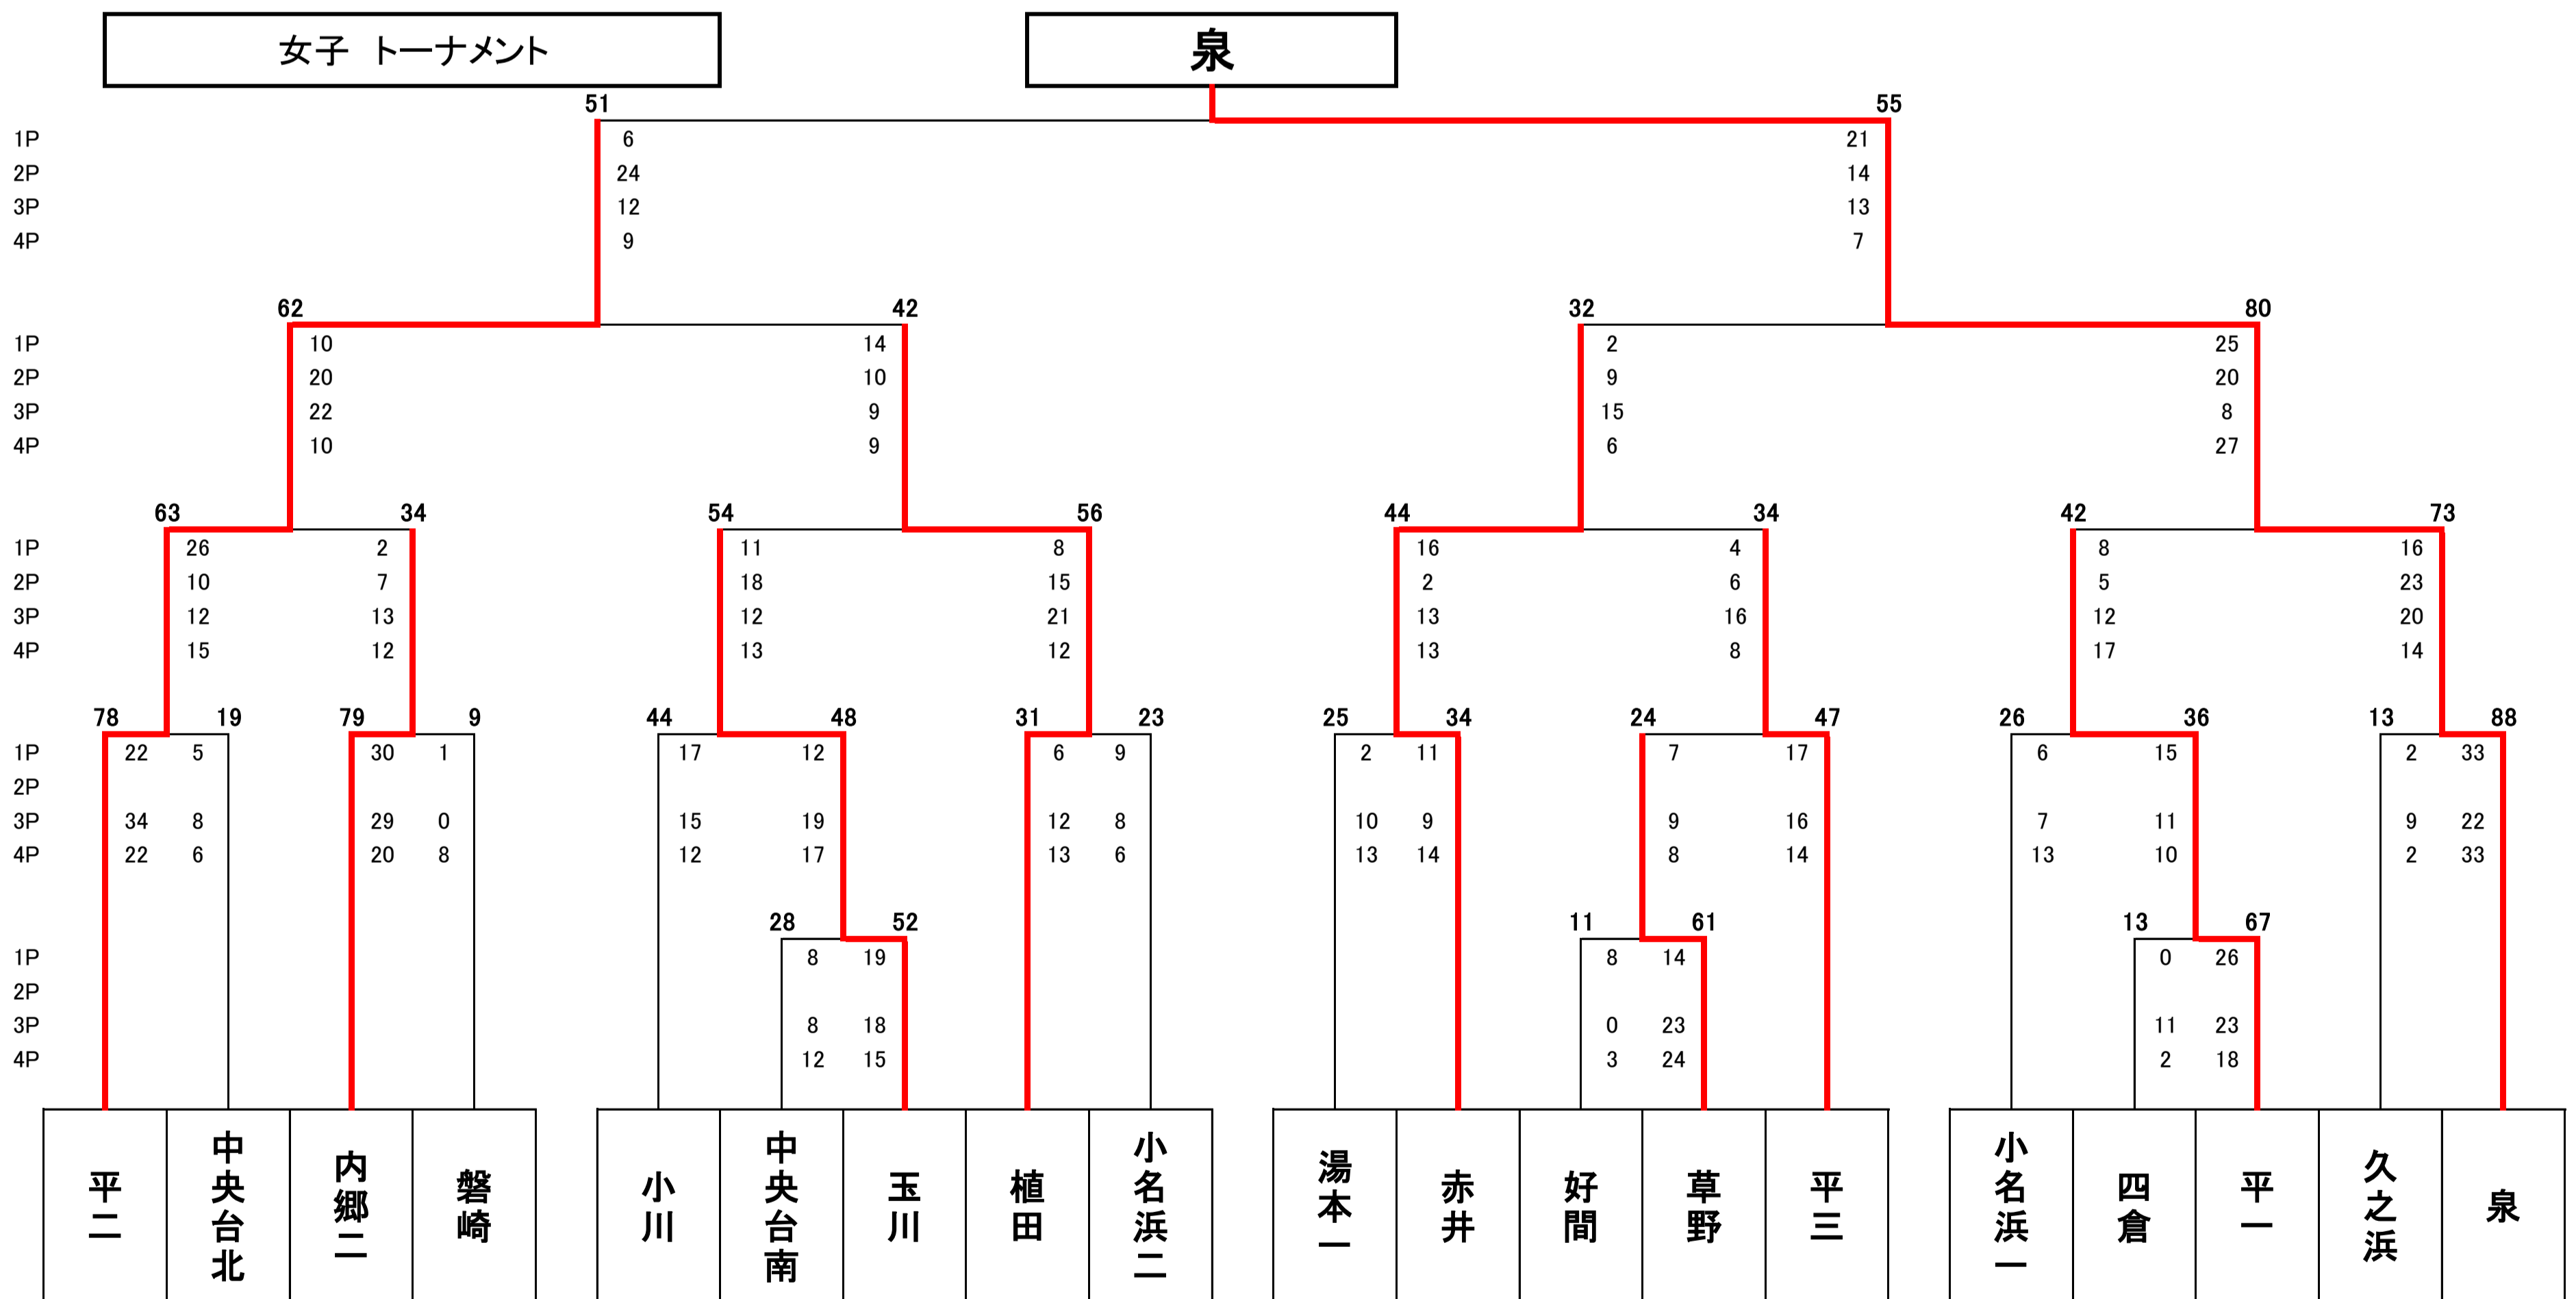 女子 トーナメント 泉
51 55
1P 6 21
2P 24 14
3P 12 13
4P 9 7
62 42 32 80
1P 10 14 2 25
2P 20 10 9 20
3P 22 9 15 8
4P 10 9 6 27
63 34 54 56 44 34 42 73
1P 26 2 11 8 16 4 8 16
2P 10 7 18 15 2 6 5 23
3P 12 13 12 21 13 16 12 20
4P 15 12 13 12 13 8 17 14
78 19 79 9 44 48 31 23 25 34 24 47 26 36 13 88
1P 22 5 30 1 17 12 6 9 2 11 7 17 6 15 2 33
2P
3P 34 8 29 0 15 19 12 8 10 9 9 16 7 11 9 22
4P 22 6 20 8 12 17 13 6 13 14 8 14 13 10 2 33
28 52 11 61 13 67
1P 8 19 8 14 0 26
2P
3P 8 18 0 23 11 23
4P 12 15 3 24 2 18
平二
中央台北
内郷二
磐崎
小川
中央台南
玉川
植田
小名浜二
湯本一
赤井
好間
草野
平三
小名浜一
四倉
平一
久之浜
泉